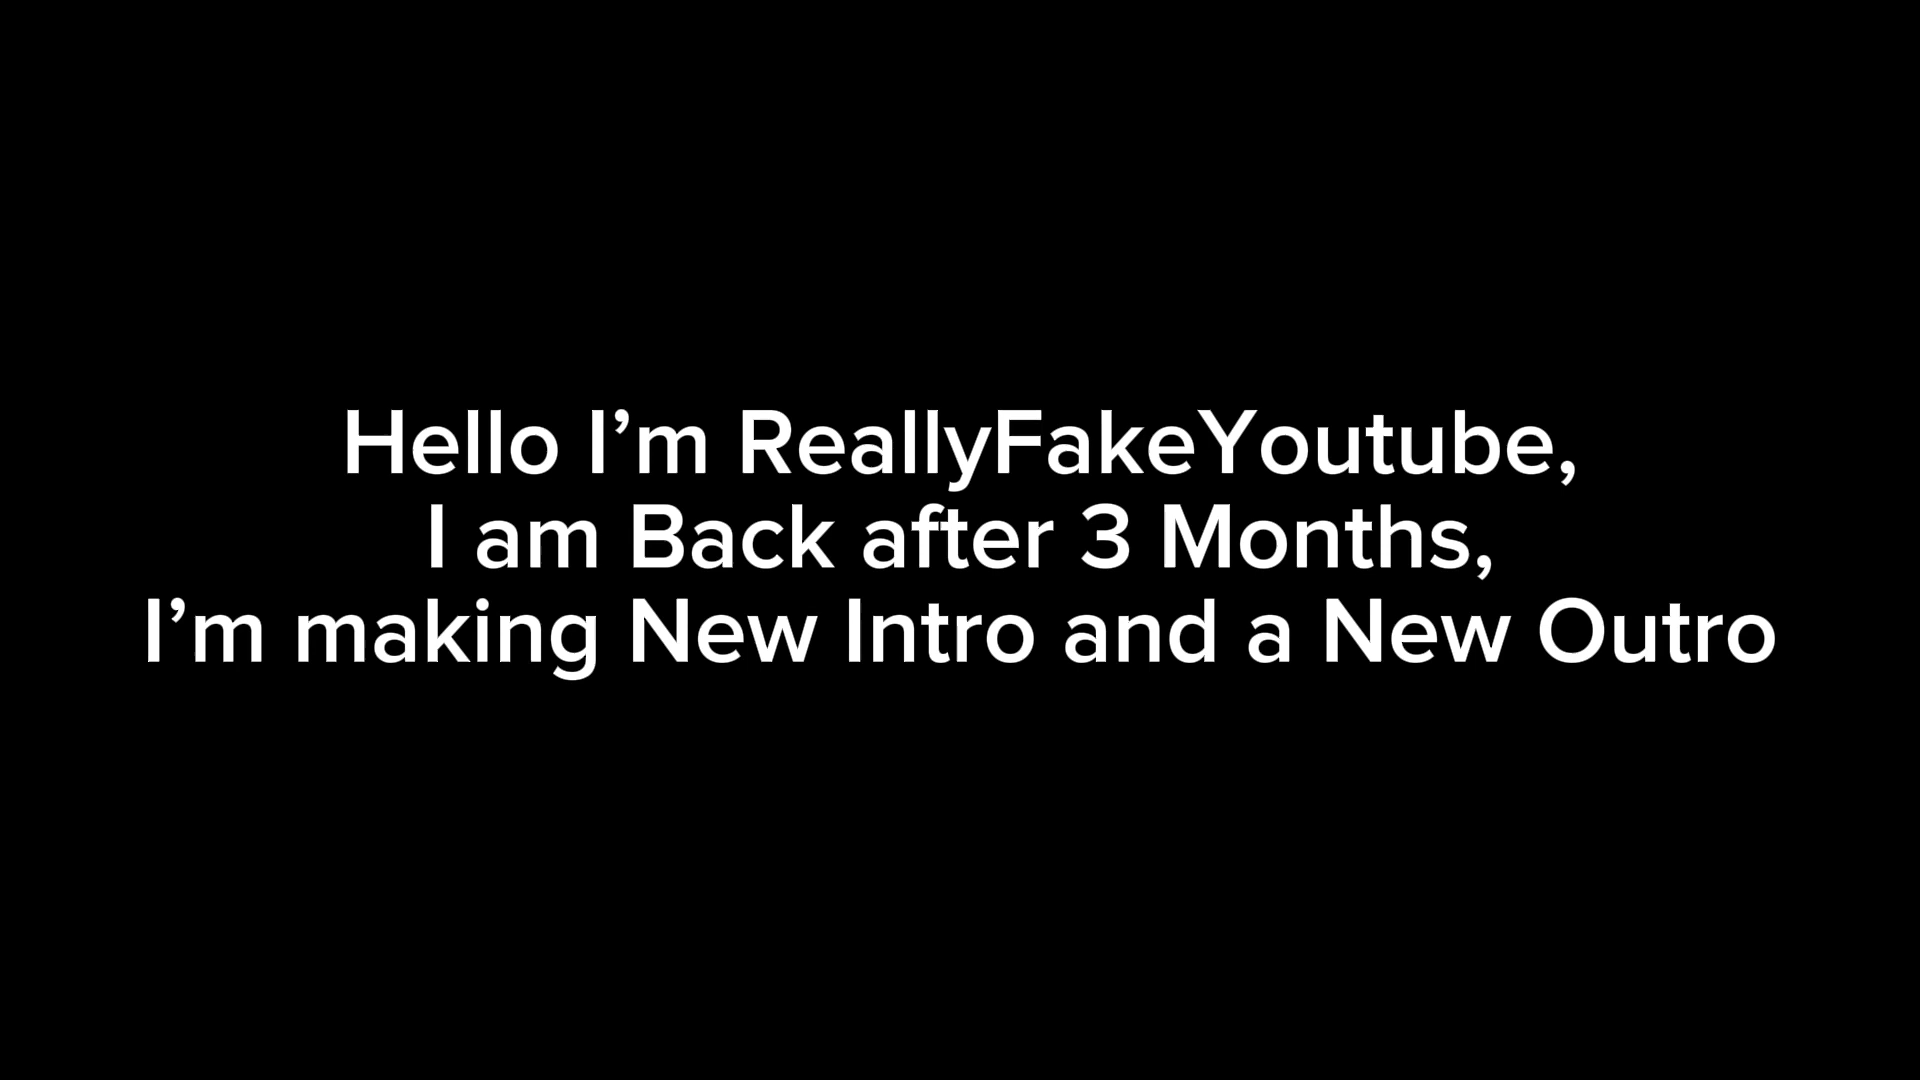 Hello I’m ReallyFakeYoutube,
I am Back after 3 Months,
I’m making New Intro and a New Outro